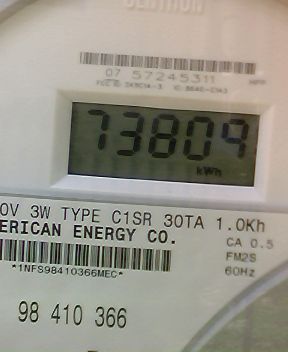 CENTRON
07 57245311
73809
kWh
0V 3W TYPE C1SR 30TA 1.0Kh
ERICAN ENERGY CO.
CA 0.5
FM2S
60Hz
*1NFS98410366MEC*
98 410 366